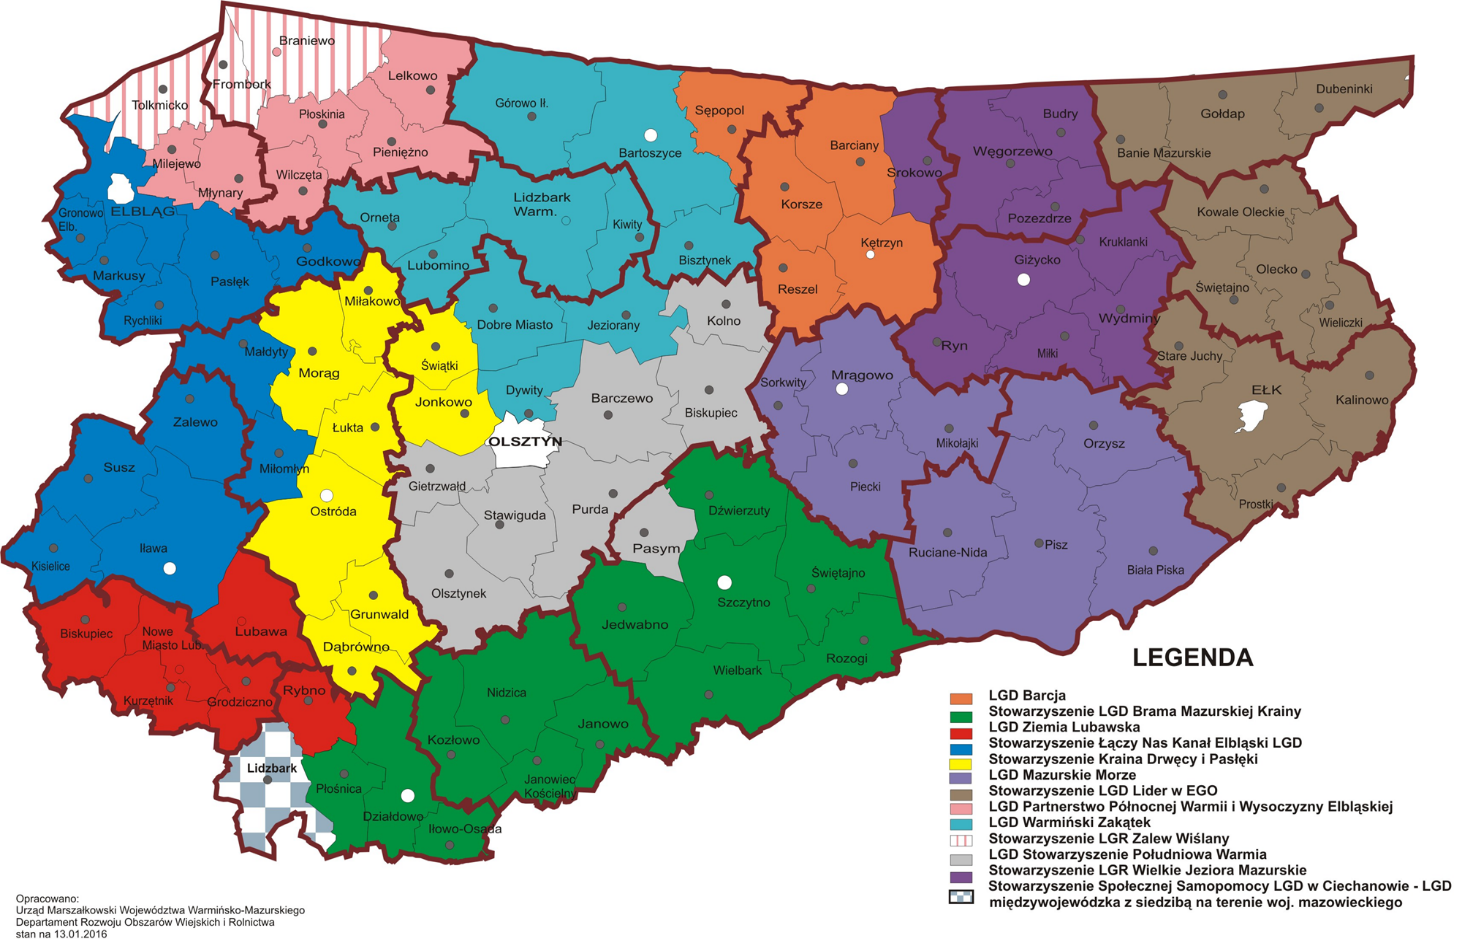 Braniewo
Frombork
Tolkmicko
Lelkowo
Płoskinia
Pieniężno
Milejewo
Młynary
Wilczęta
Górowo Ił.
Bartoszyce
Sępopol
Barciany
Srokowo
Korsze
Kętrzyn
Reszel
Węgorzewo
Budry
Pozezdrze
Banie Mazurskie
Gołdap
Dubeninki
Kowale Oleckie
Olecko
Świętajno
Wieliczki
Giżycko
Kruklanki
Wydminy
Ryn
Miłki
Stare Juchy
EŁK
Kalinowo
Prostki
ELBLĄG
Gronowo
Elb.
Markusy
Pasłęk
Godkowo
Rychliki
Orneta
Lidzbark
Warm.
Kiwity
Lubomino
Bisztynek
Dobre Miasto
Jeziorany
Kolno
Miłakowo
Morąg
Małdyty
Świątki
Jonkowo
Dywity
OLSZTYN
Barczewo
Biskupiec
Sorkwity
Mrągowo
Mikołajki
Piecki
Orzysz
Ruciane-Nida
Pisz
Biała Piska
Zalewo
Łukta
Miłomłyn
Susz
Ostróda
Iława
Kisielice
Gietrzwałd
Stawiguda
Purda
Pasym
Olsztynek
Dźwierzuty
Szczytno
Świętajno
Jedwabno
Rozogi
Wielbark
Grunwald
Dąbrówno
Lubawa
Biskupiec
Nowe
Miasto Lub.
Kurzętnik
Grodziczno
Rybno
Lidzbark
Płośnica
Działdowo
Iłowo-Osada
Nidzica
Kozłowo
Janowo
Janowiec
Kościelny
LEGENDA
LGD Barcja
Stowarzyszenie LGD Brama Mazurskiej Krainy
LGD Ziemia Lubawska
Stowarzyszenie Łączy Nas Kanał Elbląski LGD
Stowarzyszenie Kraina Drwęcy i Pasłęki
LGD Mazurskie Morze
Stowarzyszenie LGD Lider w EGO
LGD Partnerstwo Północnej Warmii i Wysoczyzny Elbląskiej
LGD Warmiński Zakątek
Stowarzyszenie LGR Zalew Wiślany
LGD Stowarzyszenie Południowa Warmia
Stowarzyszenie LGR Wielkie Jeziora Mazurskie
Stowarzyszenie Społecznej Samopomocy LGD w Ciechanowie - LGD
międzywojewódzka z siedzibą na terenie woj. mazowieckiego
Opracowano:
Urząd Marszałkowski Województwa Warmińsko-Mazurskiego
Departament Rozwoju Obszarów Wiejskich i Rolnictwa
stan na 13.01.2016